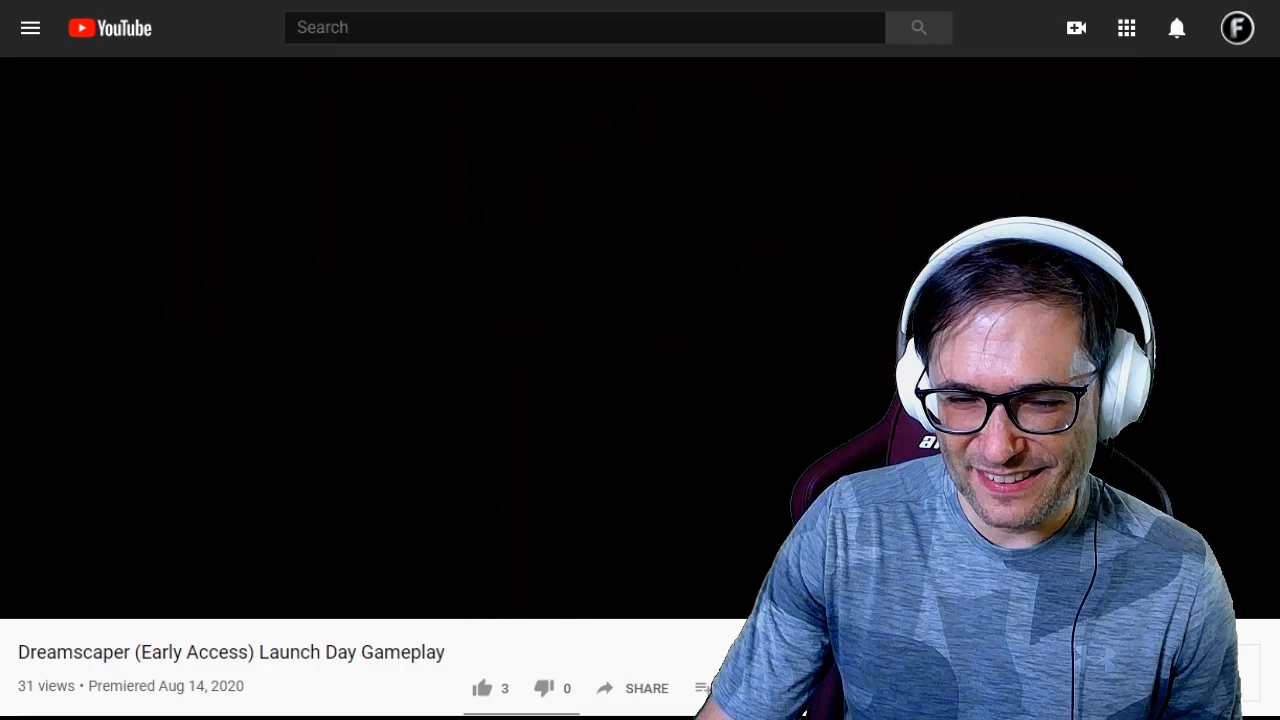 YouTube
Search
F
Dreamscaper (Early Access) Launch Day Gameplay
31 views • Premiered Aug 14, 2020
3
0
SHARE